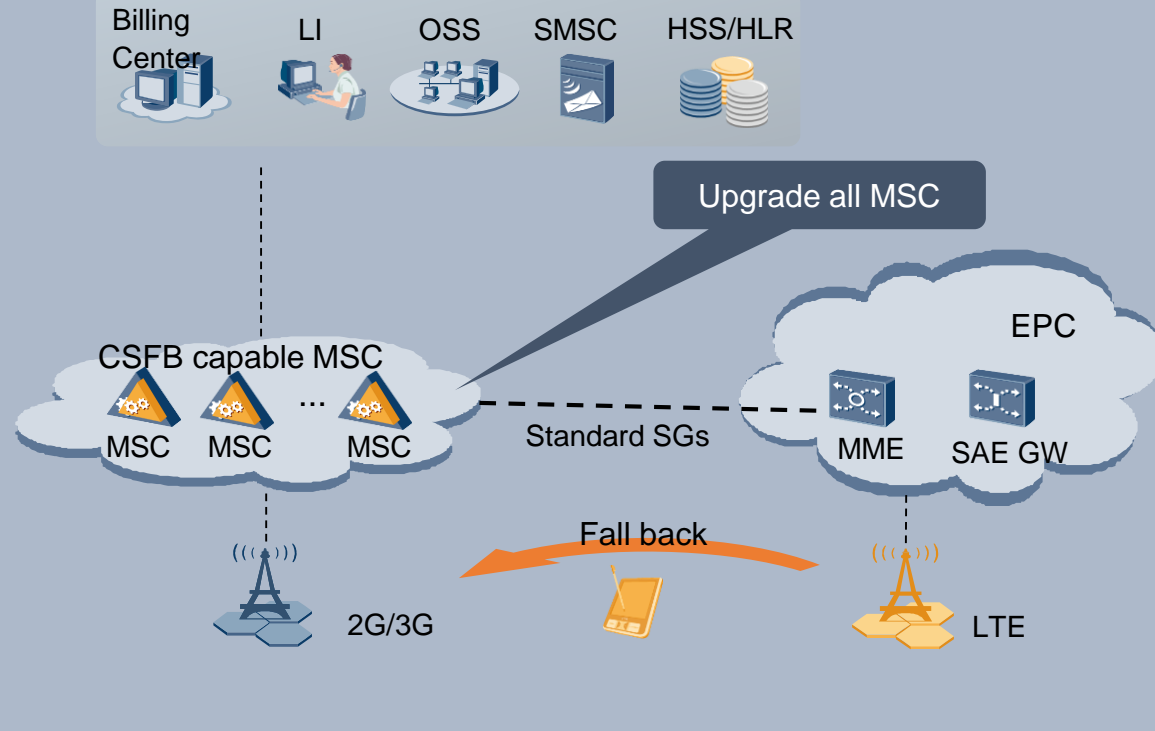 Billing
Center
LI
OSS
SMSC
HSS/HLR
Upgrade all MSC
EPC
CSFB capable MSC
...
MSC
MSC
MSC
Standard SGs
MME
SAE GW
Fall back
2G/3G
LTE